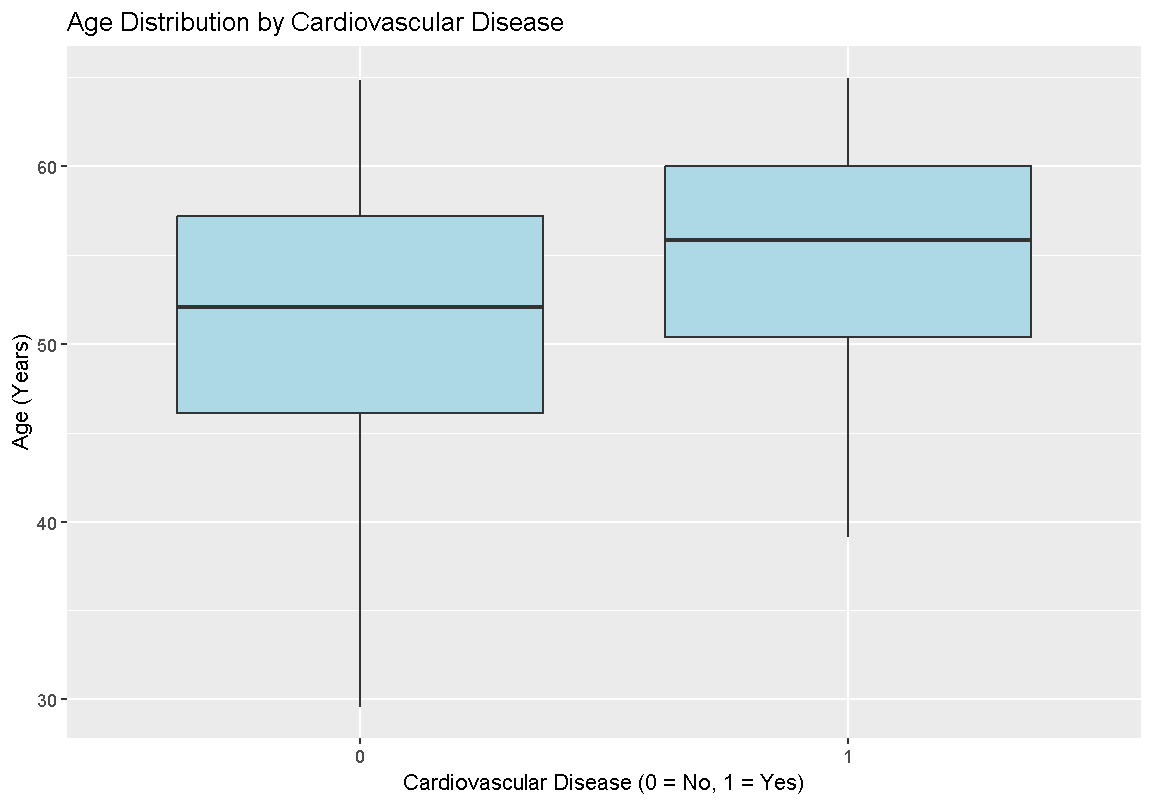 Age Distribution by Cardiovascular Disease
Age (Years)
60
50
40
30
0 1
Cardiovascular Disease (0 = No, 1 = Yes)